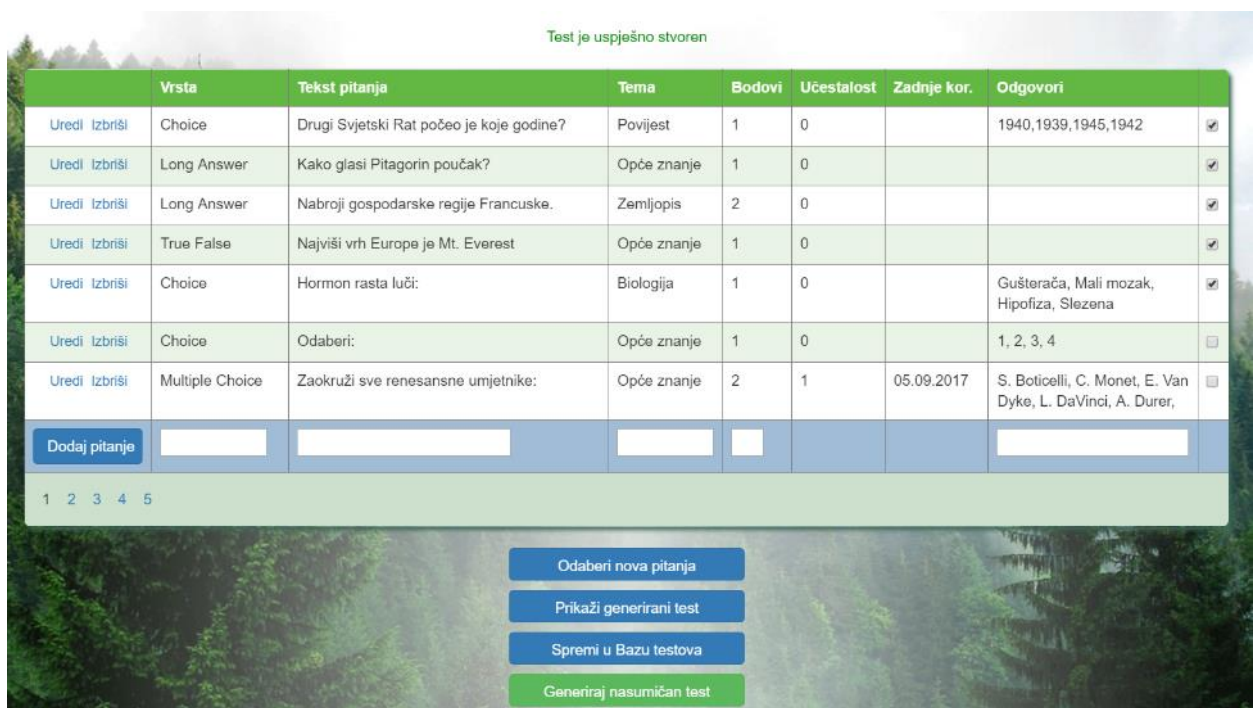 Test je uspješno stvoren
Vrsta Tekst pitanja Tema Bodovi Učestalost Zadnje kor. Odgovori
Uredi Izbriši Choice Drugi Svjetski Rat počeo je koje godine? Povijest 1 0 1940,1939,1945,1942
Uredi Izbriši Long Answer Kako glasi Pitagorin poučak? Opće znanje 1 0
Uredi Izbriši Long Answer Nabroji gospodarske regije Francuske. Zemljopis 2 0
Uredi Izbriši True False Najviši vrh Europe je Mt. Everest Opće znanje 1 0
Uredi Izbriši Choice Hormon rasta luči: Biologija 1 0 Gušterača, Mali mozak,
Hipofiza, Slezena
Uredi Izbriši Choice Odaberi: Opće znanje 1 0 1, 2, 3, 4
Uredi Izbriši Multiple Choice Zaokruži sve renesansne umjetnike: Opće znanje 2 1 05.09.2017 S. Boticelli, C. Monet, E. Van
Dyke, L. DaVinci, A. Durer,
Dodaj pitanje
1 2 3 4 5
Odaberi nova pitanja
Prikaži generirani test
Spremi u Bazu testova
Generiraj nasumičan test